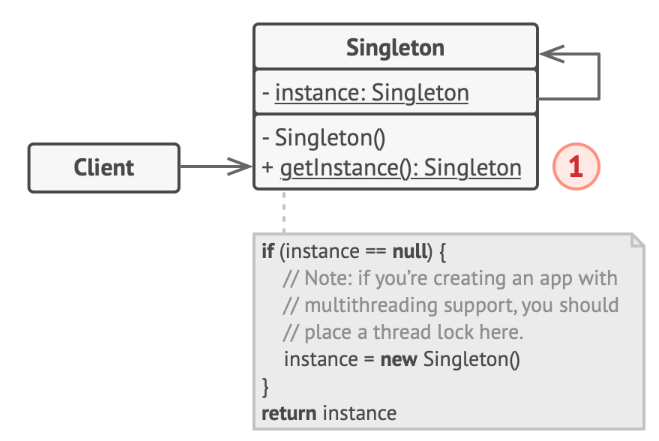 Singleton
- instance: Singleton
- Singleton()
+ getInstance(): Singleton
Client
1
if (instance == null) {
// Note: if you're creating an app with
// multithreading support, you should
// place a thread lock here.
instance = new Singleton()
}
return instance